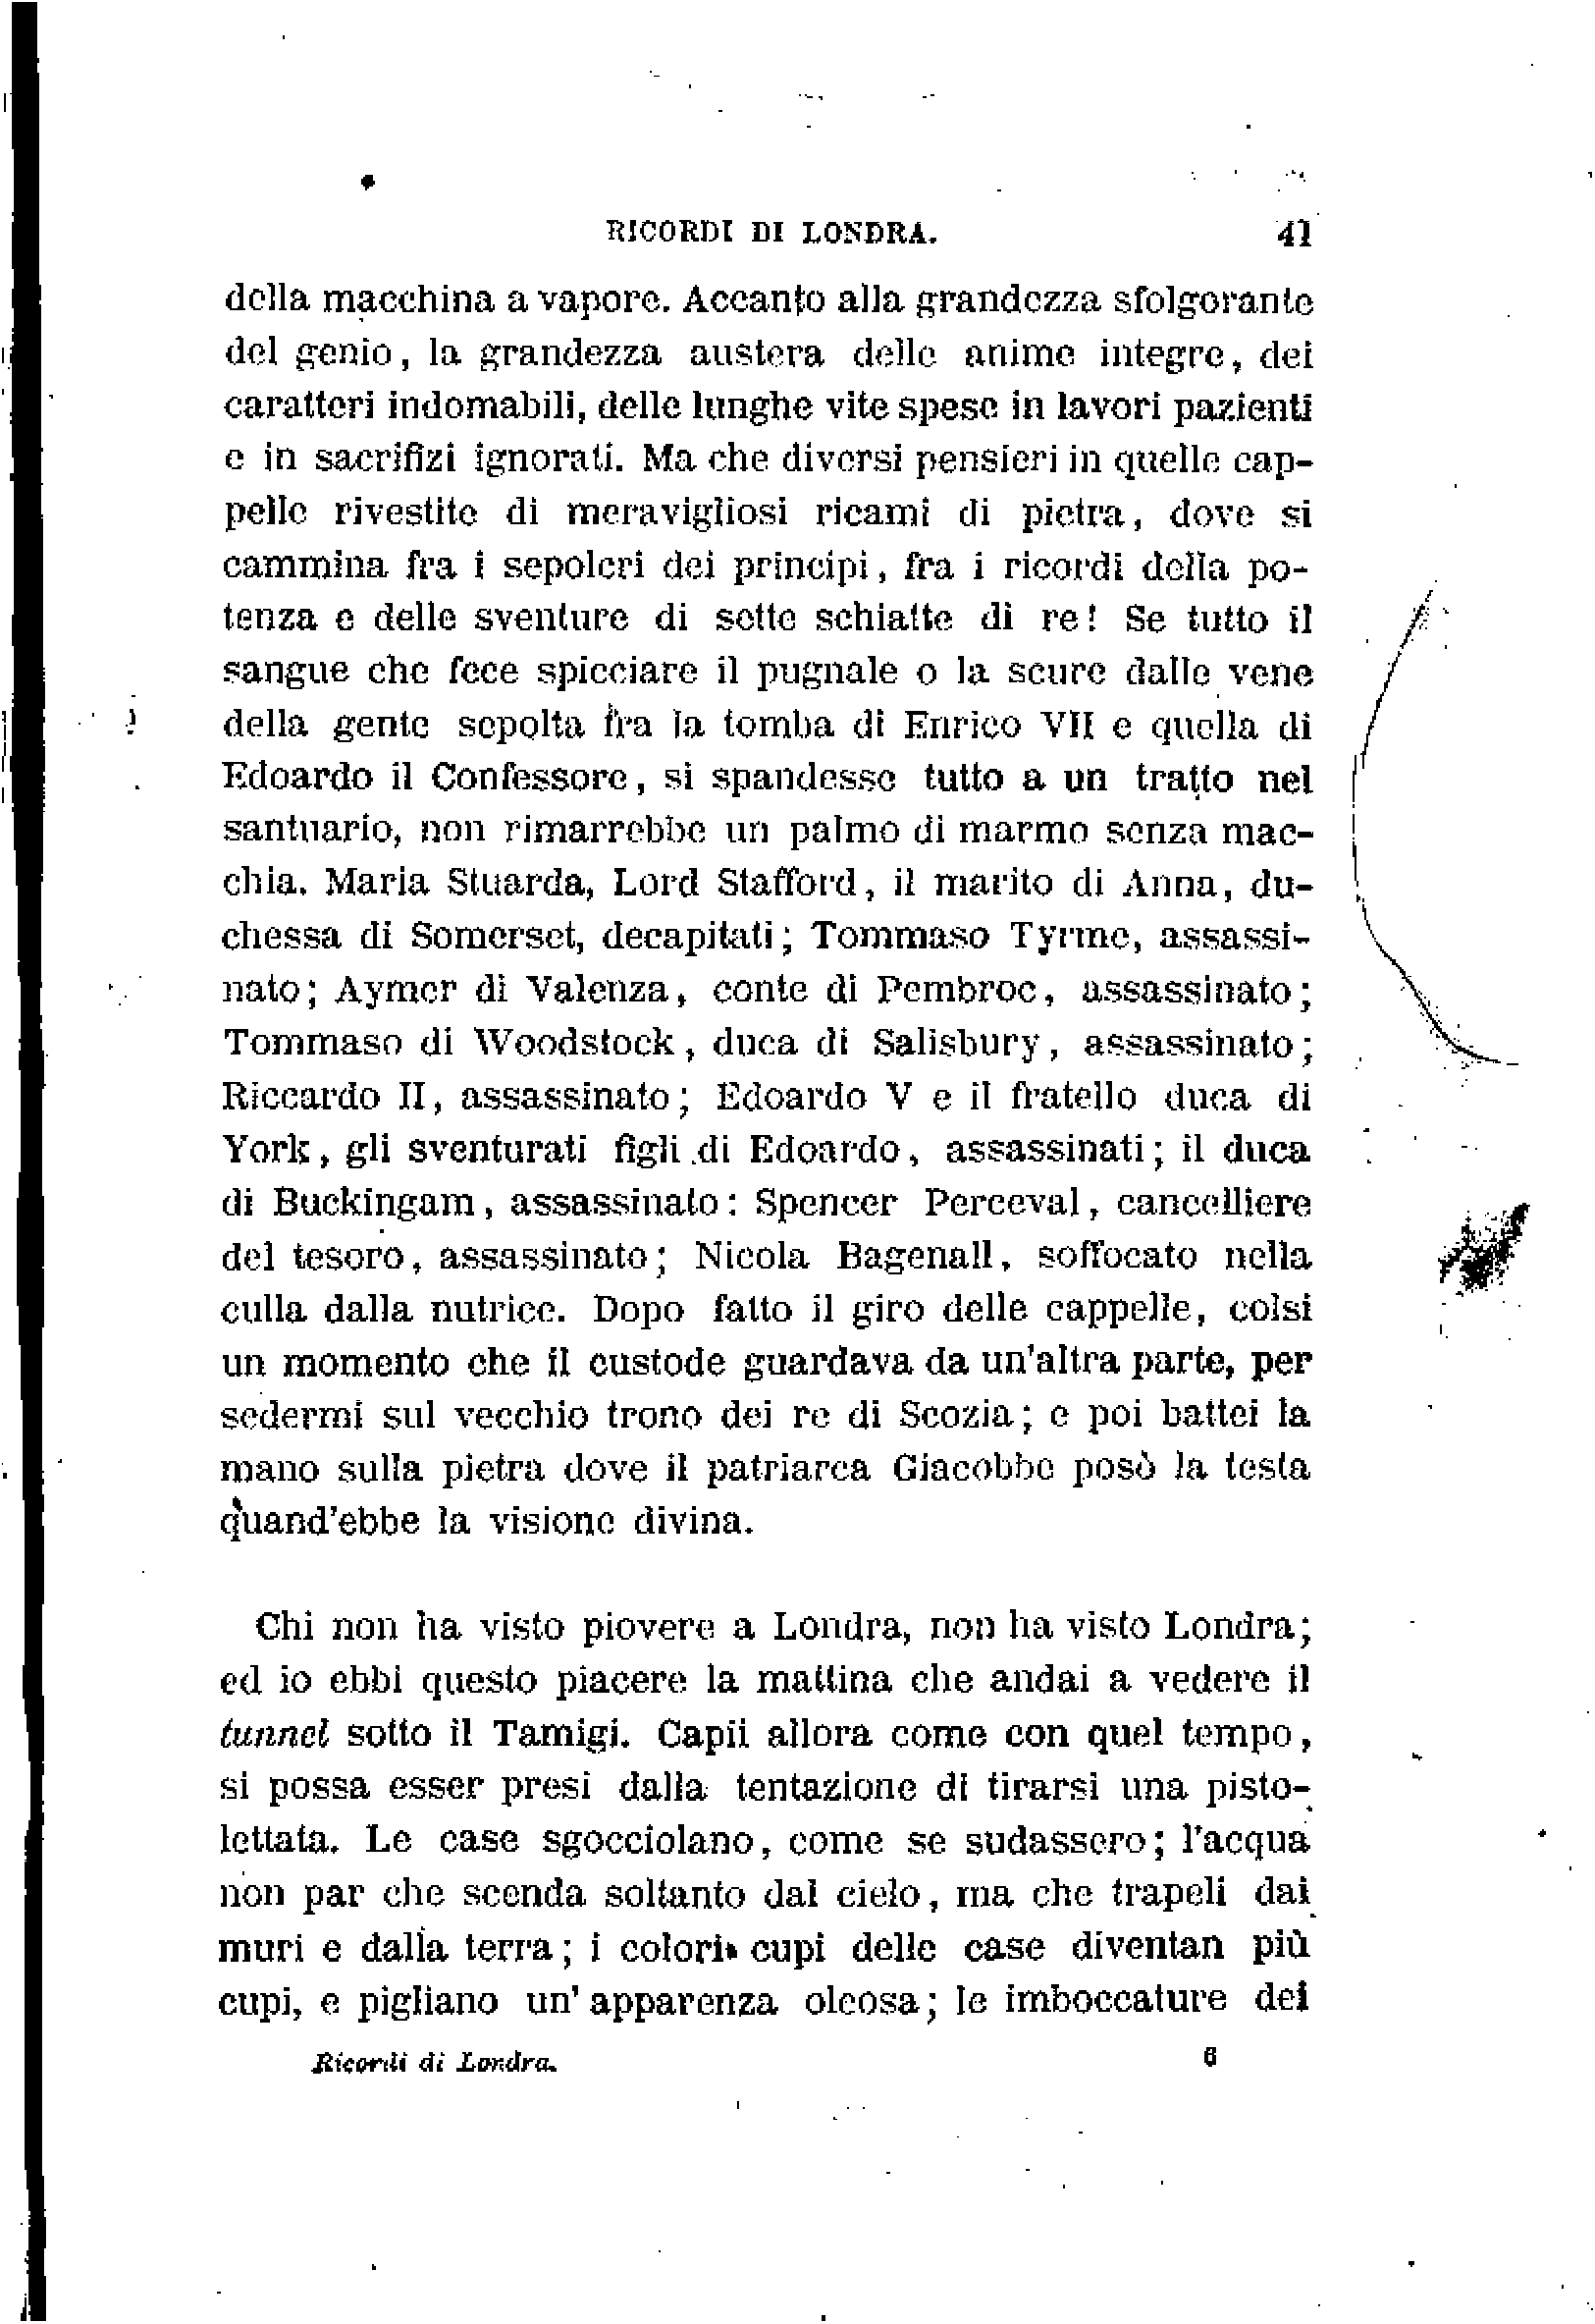 RICORDI DI LONDRA. 41
della macchina a vapore. Accanto alla grandezza sfolgorante
del genio, la grandezza austera delle anime integre, dei
caratteri indomabili, delle lunghe vite spese in lavori pazienti
e in sacrifizi ignorati. Ma che diversi pensieri in quelle cap-
pelle rivestite di meravigliosi ricami di pietra, dove si
cammina fra i sepolcri dei principi, fra i ricordi della po-
tenza e delle sventure di sette schiatte di re! Se tutto il
sangue che fece spicciare il pugnale o la scure dalle vene
della gente sepolta fra la tomba di Enrico VII e quella di
Edoardo il Confessore, si spandesse tutto a un tratto nel
santuario, non rimarrebbe un palmo di marmo senza mac-
chia. Maria Stuarda, Lord Stafford, il marito di Anna, du-
chessa di Somerset, decapitati; Tommaso Tynne, assassi-
nato; Aymer di Valenza, conte di Pembroc, assassinato;
Tommaso di Woodstock, duca di Salisbury, assassinato;
Riccardo II, assassinato; Edoardo V e il fratello duca di
York, gli sventurati figli di Edoardo, assassinati; il duca
di Buckingam, assassinato: Spencer Perceval, cancelliere
del tesoro, assassinato; Nicola Bagenall, soffocato nella
culla dalla nutrice. Dopo fatto il giro delle cappelle, colsi
un momento che il custode guardava da un'altra parte, per
sedermi sul vecchio trono dei re di Scozia; e poi battei la
mano sulla pietra dove il patriarca Giacobbe posò la testa
quand'ebbe la visione divina.
Chi non ha visto piovere a Londra, non ha visto Londra;
ed io ebbi questo piacere la mattina che andai a vedere il
tunnel sotto il Tamigi. Capii allora come con quel tempo,
si possa esser presi dalla tentazione di tirarsi una pisto-
lettata. Le case sgocciolano, come se sudassero; l'acqua
non par che scenda soltanto dal cielo, ma che trapeli dai
muri e dalla terra; i colori cupi delle case diventan più
cupi, e pigliano un' apparenza oleosa; le imboccature dei
Ricordi di Londra. 6